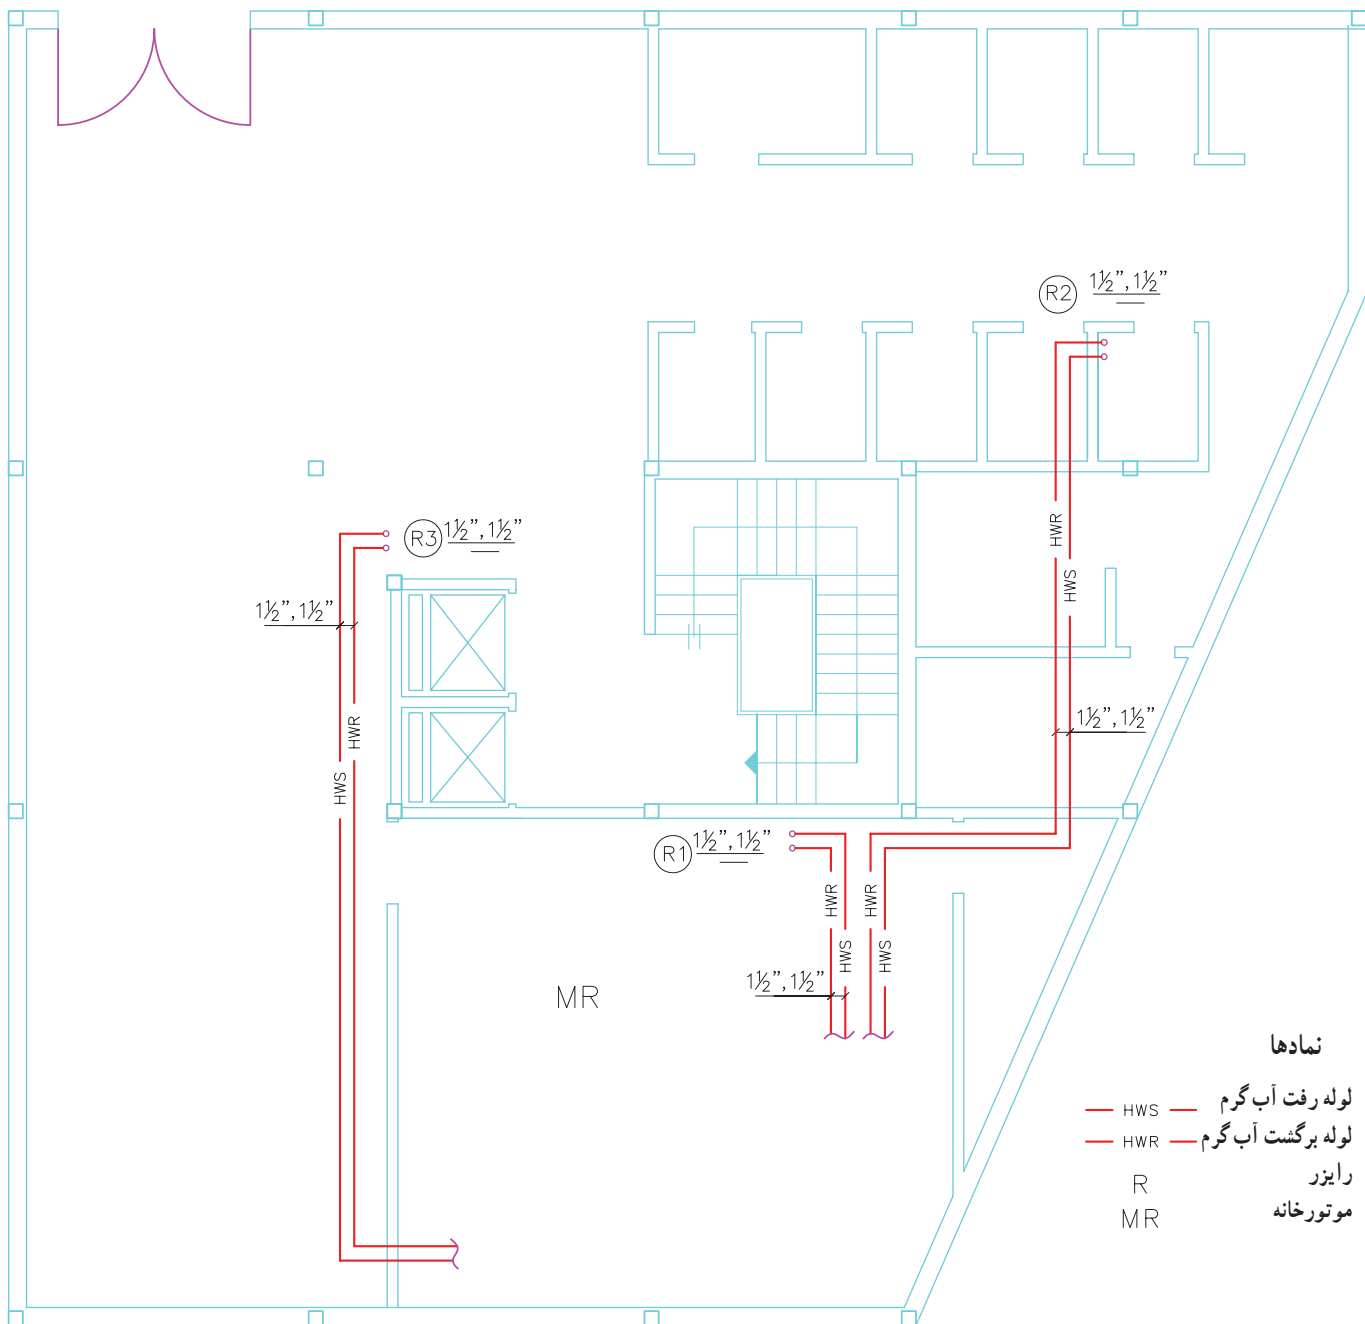 R2 1½”,1½”
R3 1½”,1½”
HWR
HWS
1½”,1½”
HWR
HWS
1½”,1½”
R1 1½”,1½”
HWR
HWR
HWS
HWS
1½”,1½”
MR
نمادها
لوله رفت آب گرم HWS
لوله برگشت آب گرم HWR
رایزر R
موتورخانه MR